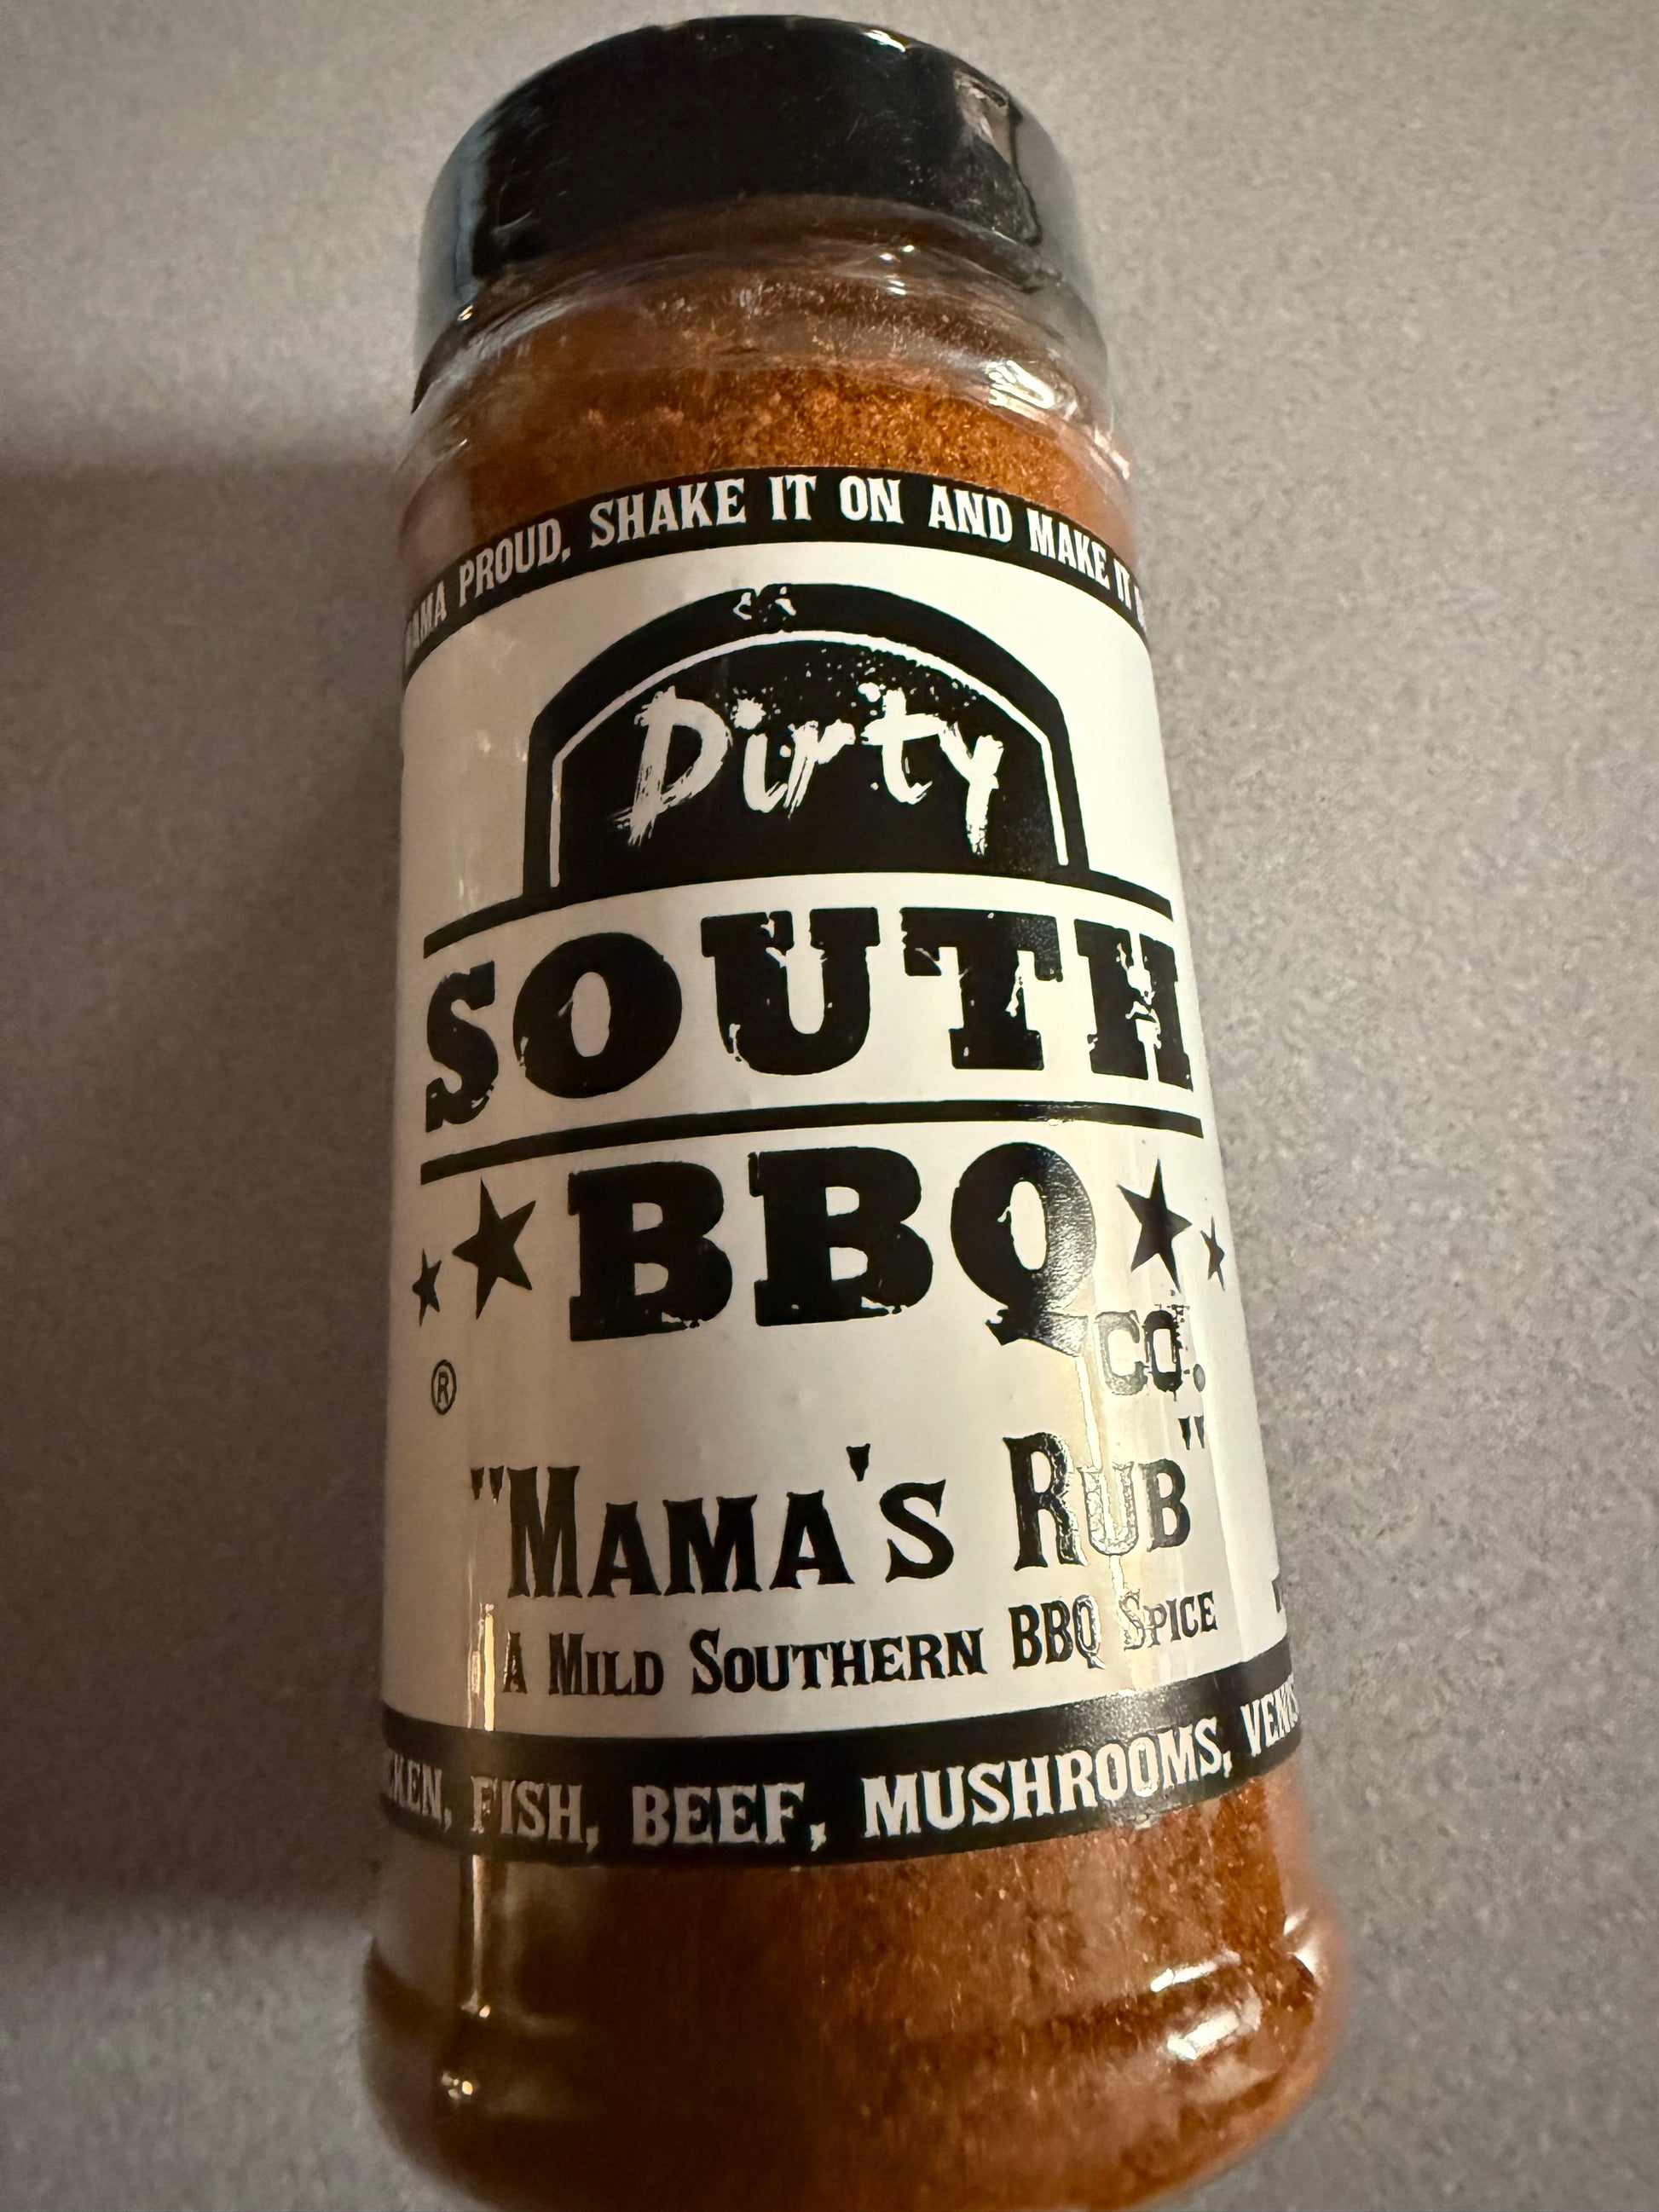 PROUD. SHAKE IT ON AND MAKE IT
Dirty
SOUTH
BBQ
CO.
®
"MAMA'S RUB"
A MILD SOUTHERN BBQ SPICE
FISH, BEEF, MUSHROOMS,